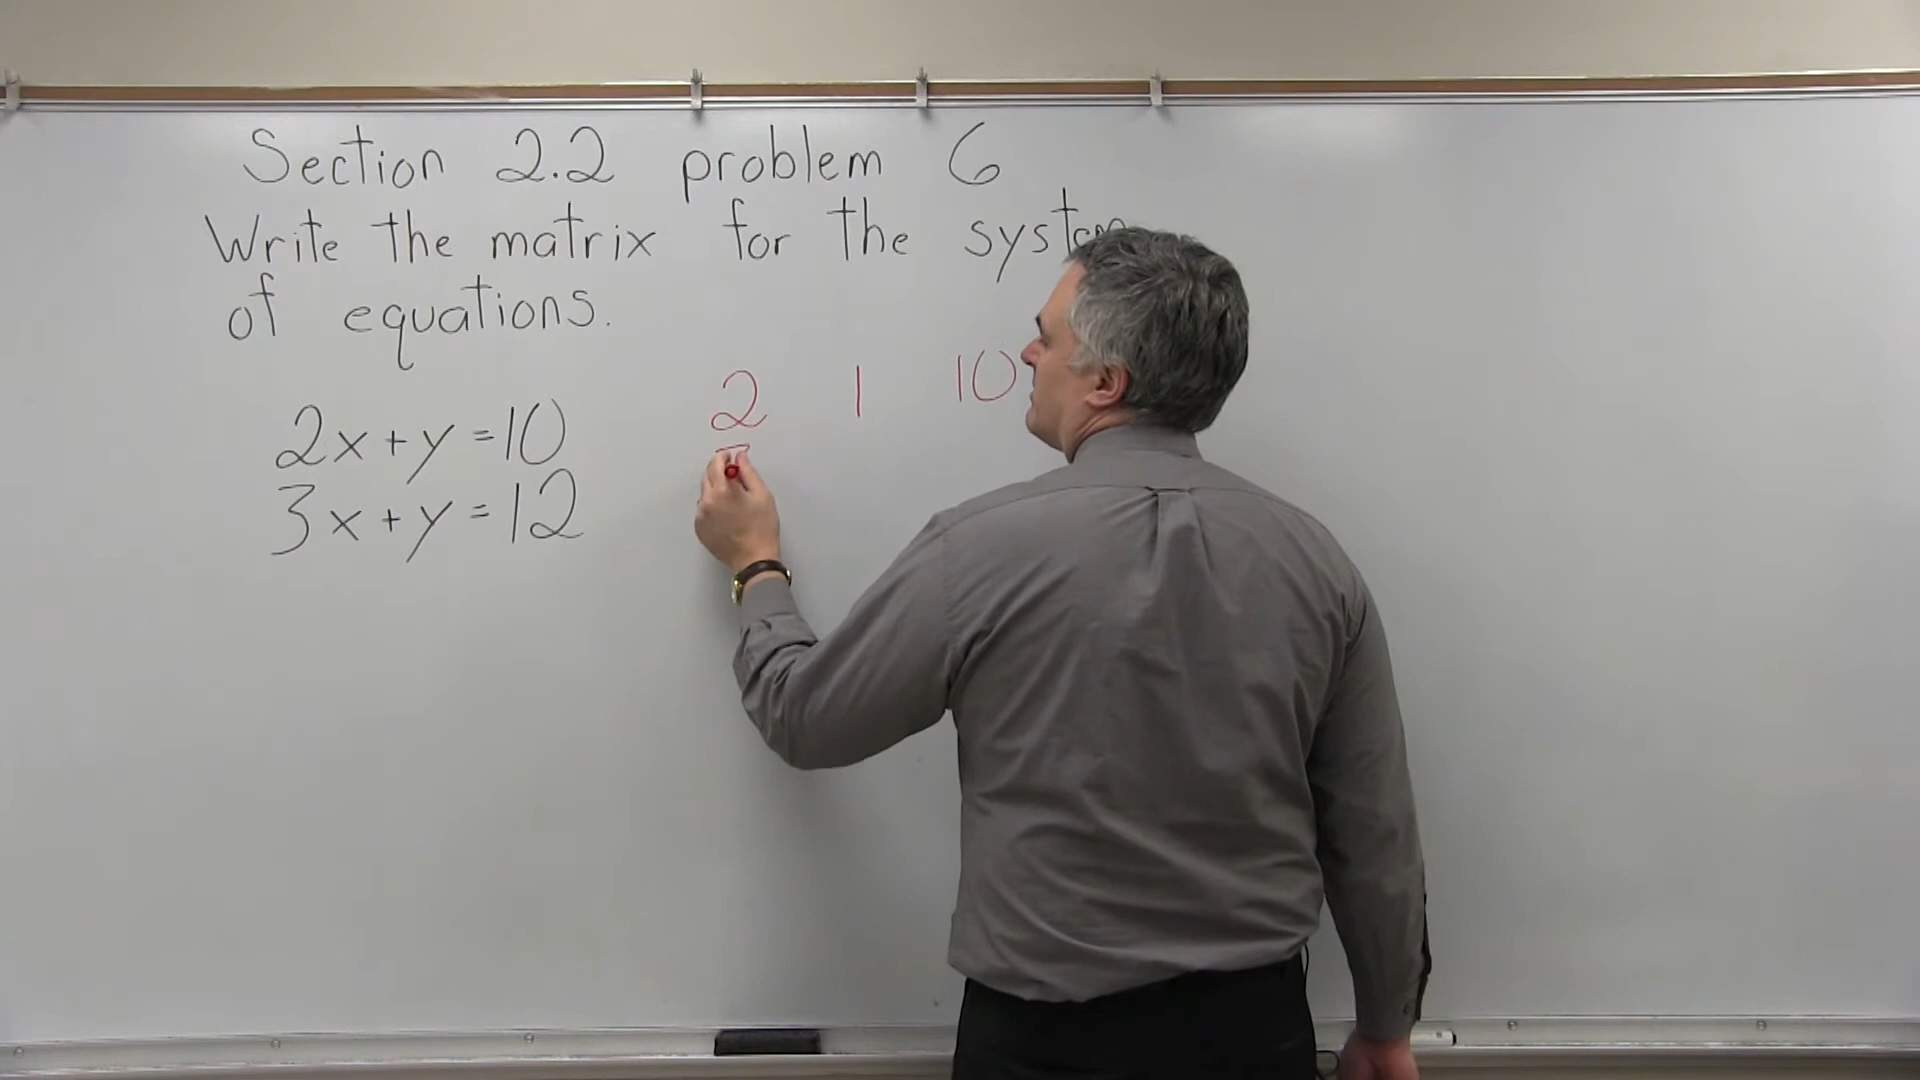 Section 2.2 problem 6
Write the matrix for the system
of equations.
2 1 10
2x+y=10
3x+y=12